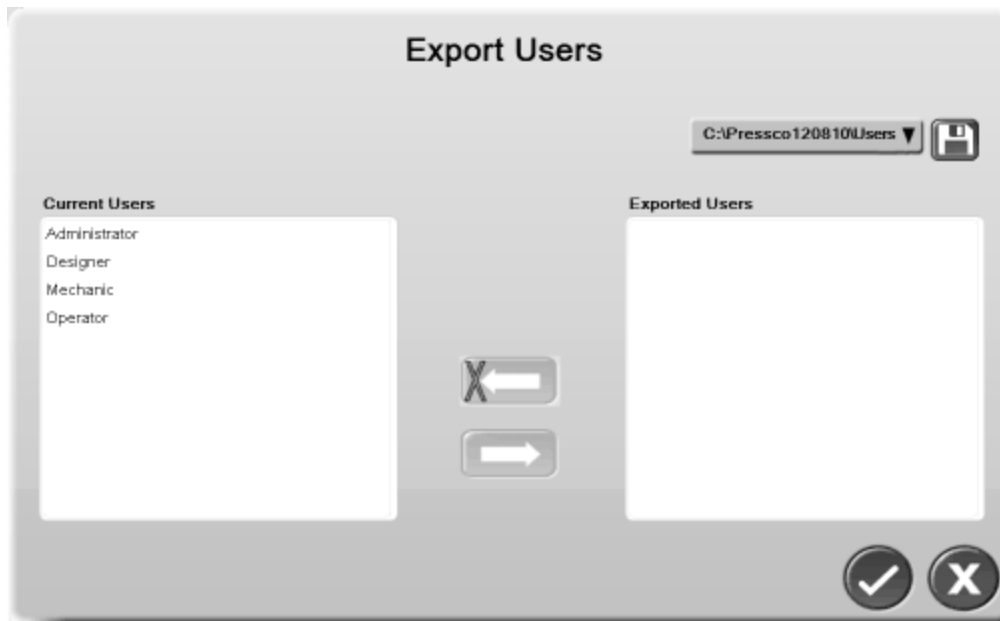 Export Users
C:\Pressco120810\Users
Current Users
Administrator
Designer
Mechanic
Operator
Exported Users